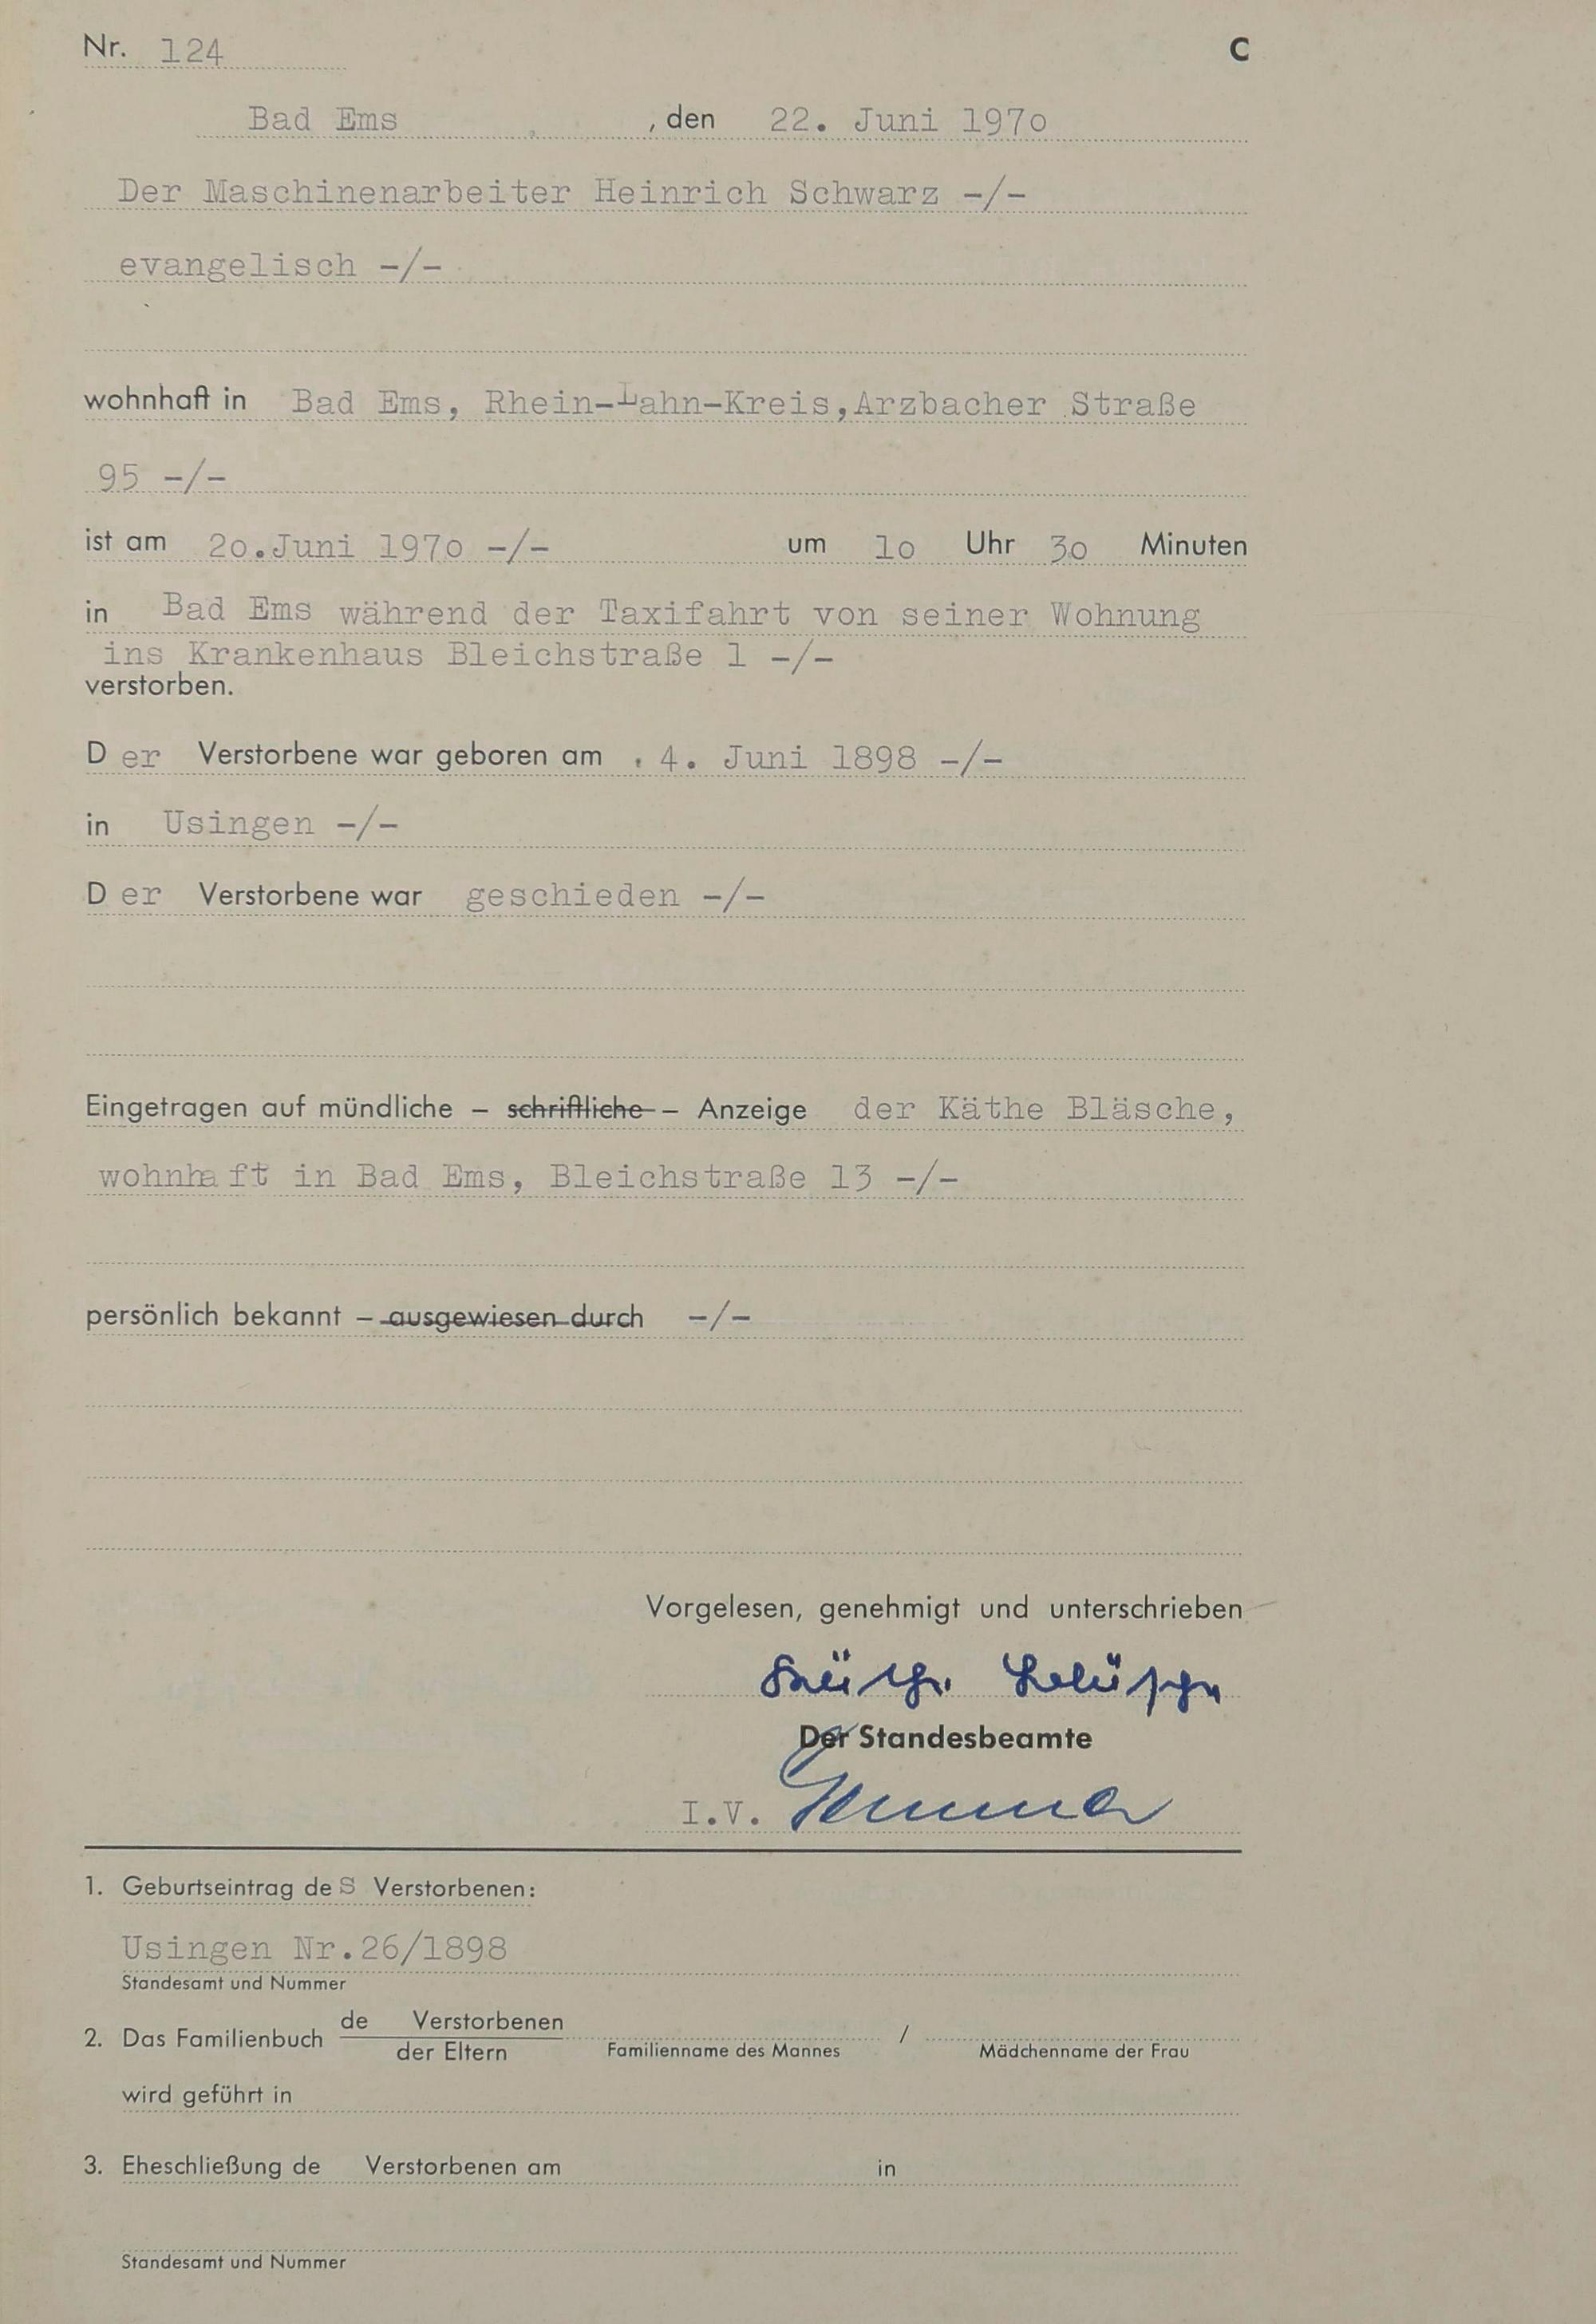 Nr. 124 C
Bad Ems , den 22. Juni 1970
Der Maschinenarbeiter Heinrich Schwarz -/-
evangelisch -/-
wohnhaft in Bad Ems, Rhein-Lahn-Kreis,Arzbacher Straße
95 -/-
ist am 20.Juni 1970 -/- um 10 Uhr 30 Minuten
in Bad Ems während der Taxifahrt von seiner Wohnung
ins Krankenhaus Bleichstraße 1 -/-
verstorben.
Der Verstorbene war geboren am 4. Juni 1898 -/-
in Usingen -/-
Der Verstorbene war geschieden -/-
Eingetragen auf mündliche – schriftliche – Anzeige der Käthe Bläsche,
wohnhaft in Bad Ems, Bleichstraße 13 -/-
persönlich bekannt – ausgewiesen durch -/-
Vorgelesen, genehmigt und unterschrieben
Käthe Bläsche
Der Standesbeamte
I.V.
1. Geburtseintrag des Verstorbenen:
Usingen Nr.26/1898
Standesamt und Nummer
2. Das Familienbuch de Verstorbenen
der Eltern Familienname des Mannes / Mädchenname der Frau
wird geführt in
3. Eheschließung de Verstorbenen am in
Standesamt und Nummer